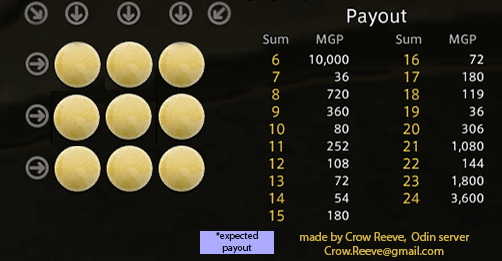 Payout
Sum MGP Sum MGP
6 10,000 16 72
7 36 17 180
8 720 18 119
9 360 19 36
10 80 20 306
11 252 21 1,080
12 108 22 144
13 72 23 1,800
14 54 24 3,600
15 180
*expected
payout
made by Crow Reeve, Odin server
Crow.Reeve@gmail.com